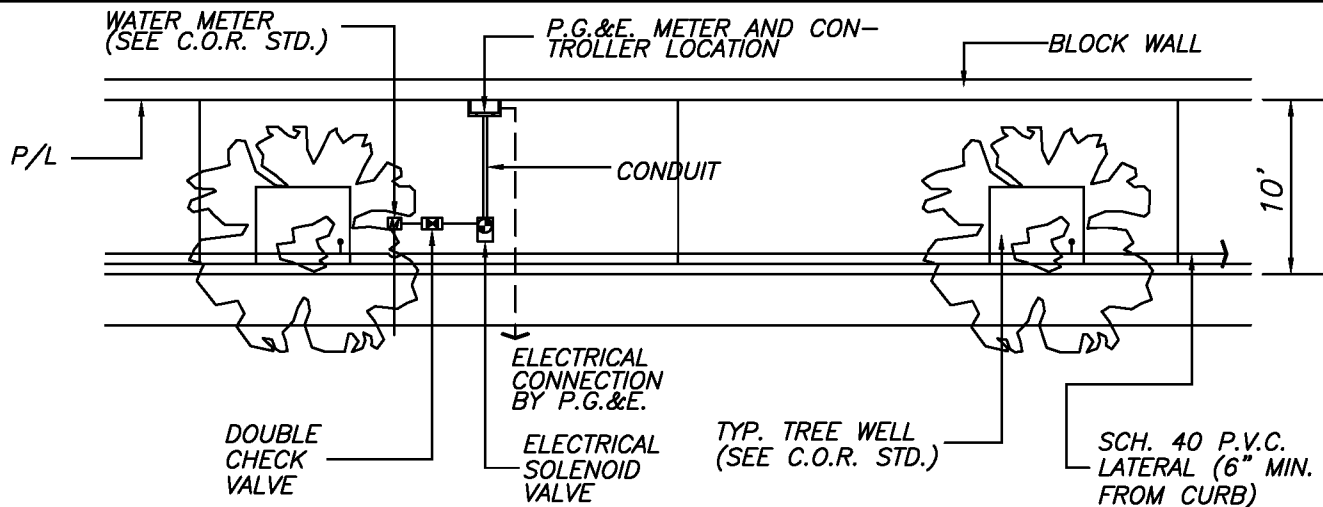 WATER METER
(SEE C.O.R. STD.)
P.G.&E. METER AND CON-
TROLLER LOCATION
BLOCK WALL
P/L
CONDUIT
10'
M
ELECTRICAL
CONNECTION
BY P.G.&E.
DOUBLE
CHECK
VALVE
ELECTRICAL
SOLENOID
VALVE
TYP. TREE WELL
(SEE C.O.R. STD.)
SCH. 40 P.V.C.
LATERAL (6" MIN.
FROM CURB)